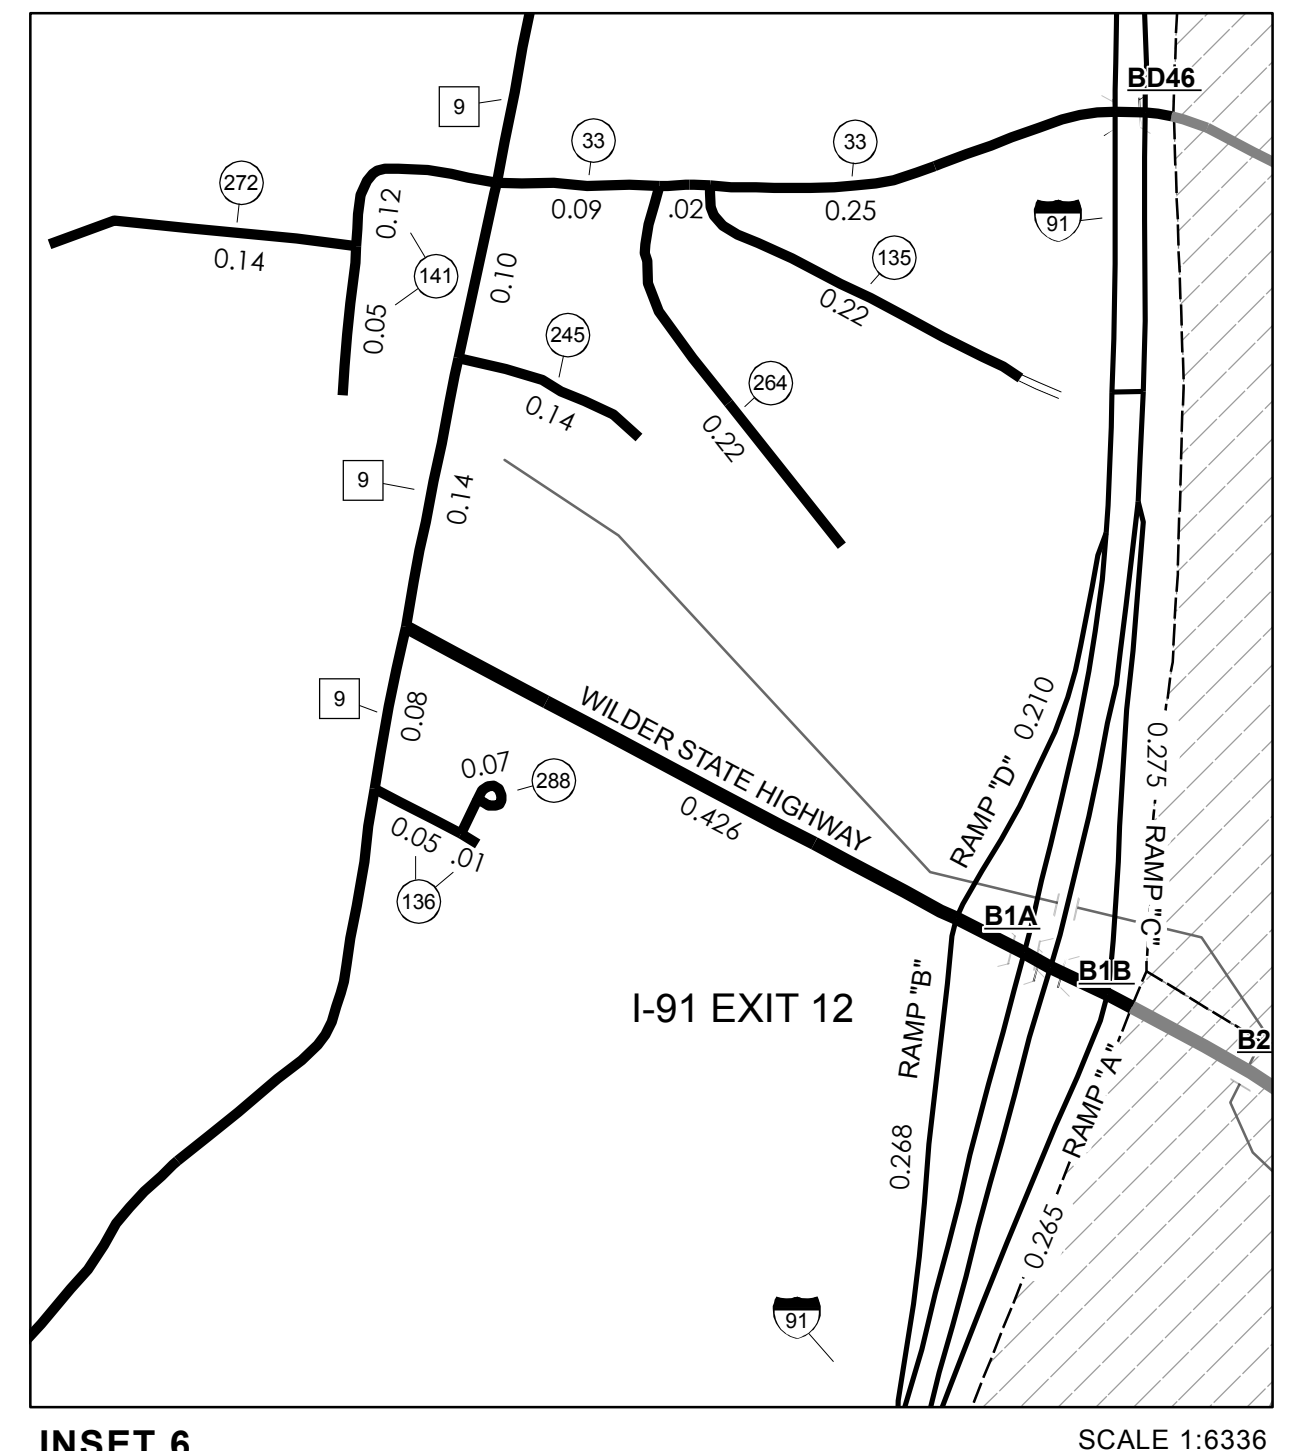 BD46
9
33
33
272
0.12
0.09
.02
0.25
91
0.14
141
0.10
135
0.22
0.05
245
264
0.14
0.22
9
0.14
9
0.08
WILDER STATE HIGHWAY
0.426
RAMP "D" 0.210
0.275
RAMP "C"
0.07
288
0.05
.01
136
B1A
B1B
I-91 EXIT 12
RAMP "B"
0.268
B2
RAMP "A"
0.265
91
INSET 6
SCALE 1:6336